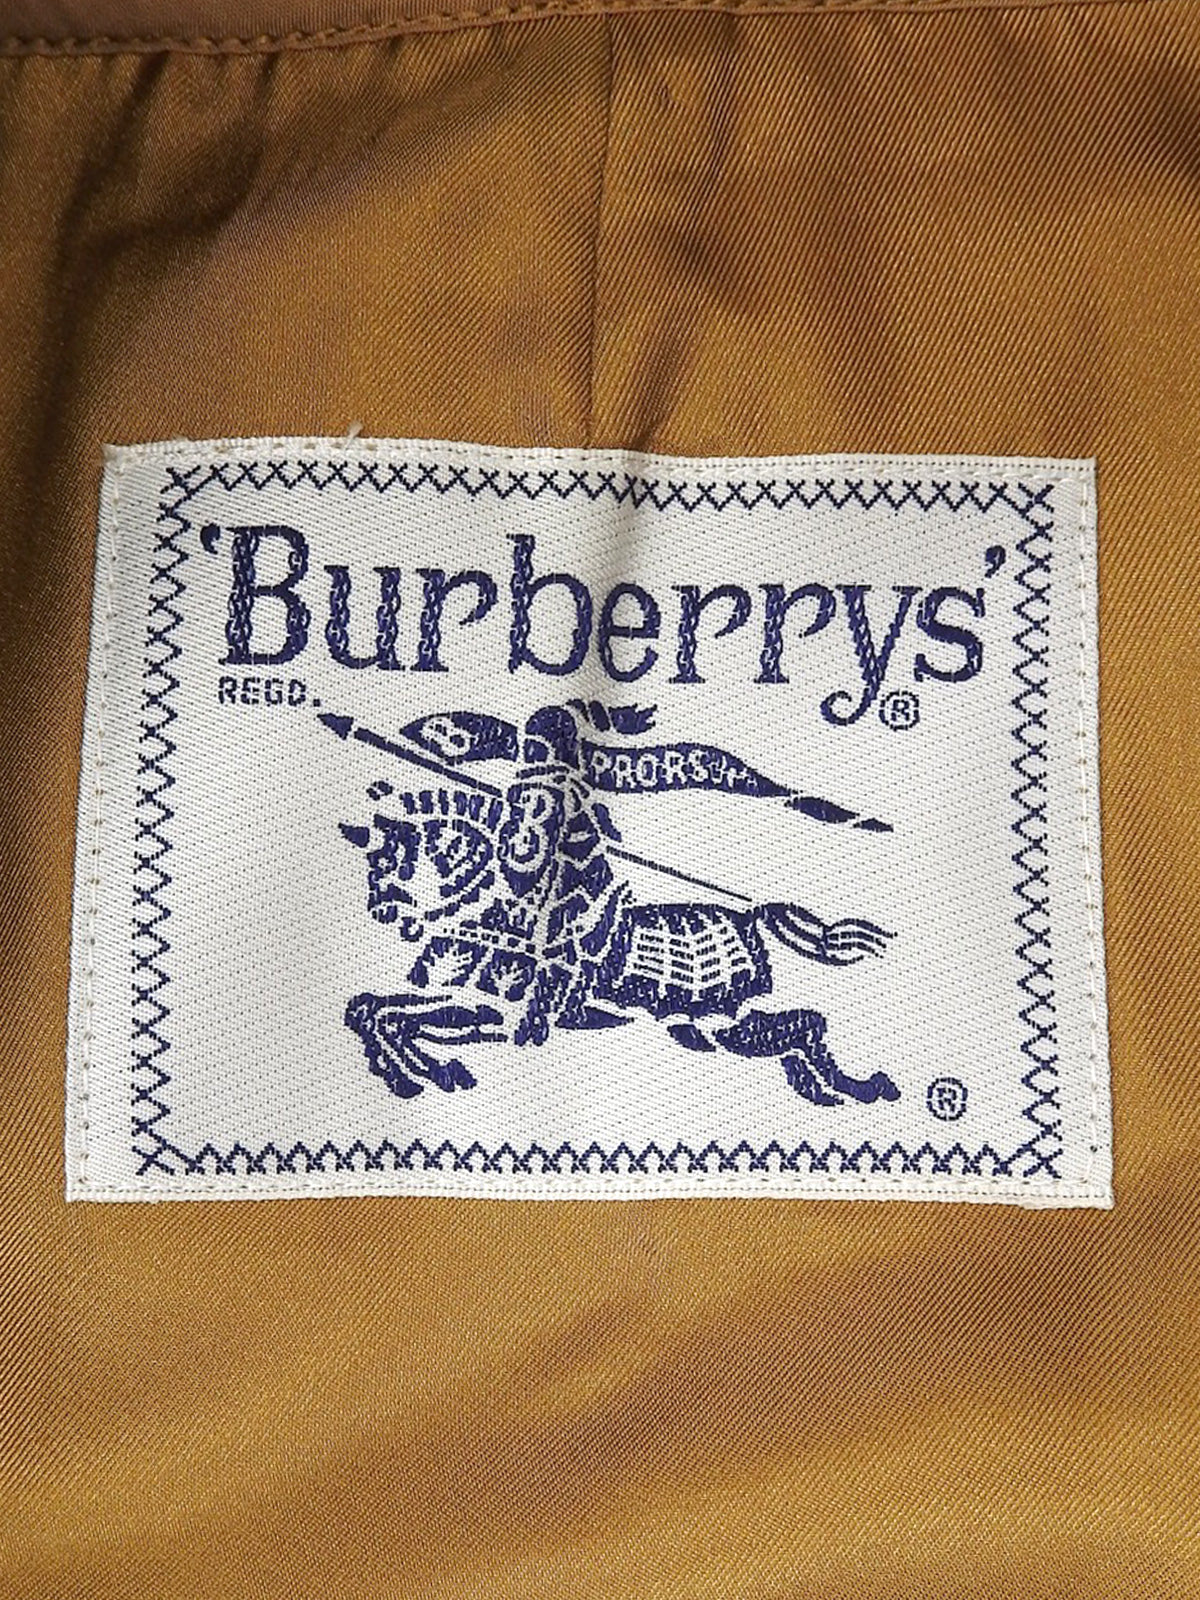 'Burberrys'
REGD. ®
B PRORSUM
B
®